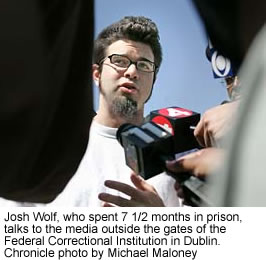 Josh Wolf, who spent 7 1/2 months in prison,
talks to the media outside the gates of the
Federal Correctional Institution in Dublin.
Chronicle photo by Michael Maloney